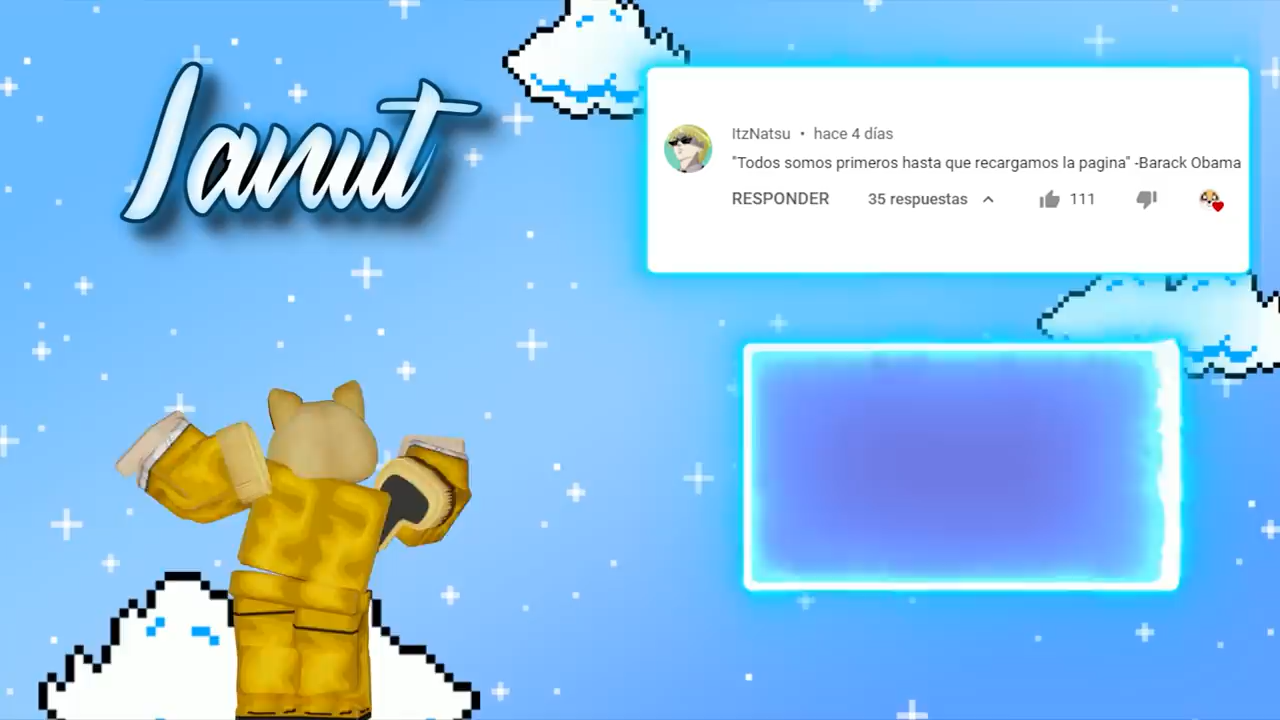 Ianut
ItzNatsu • hace 4 días
"Todos somos primeros hasta que recargamos la pagina" -Barack Obama
RESPONDER 35 respuestas 111